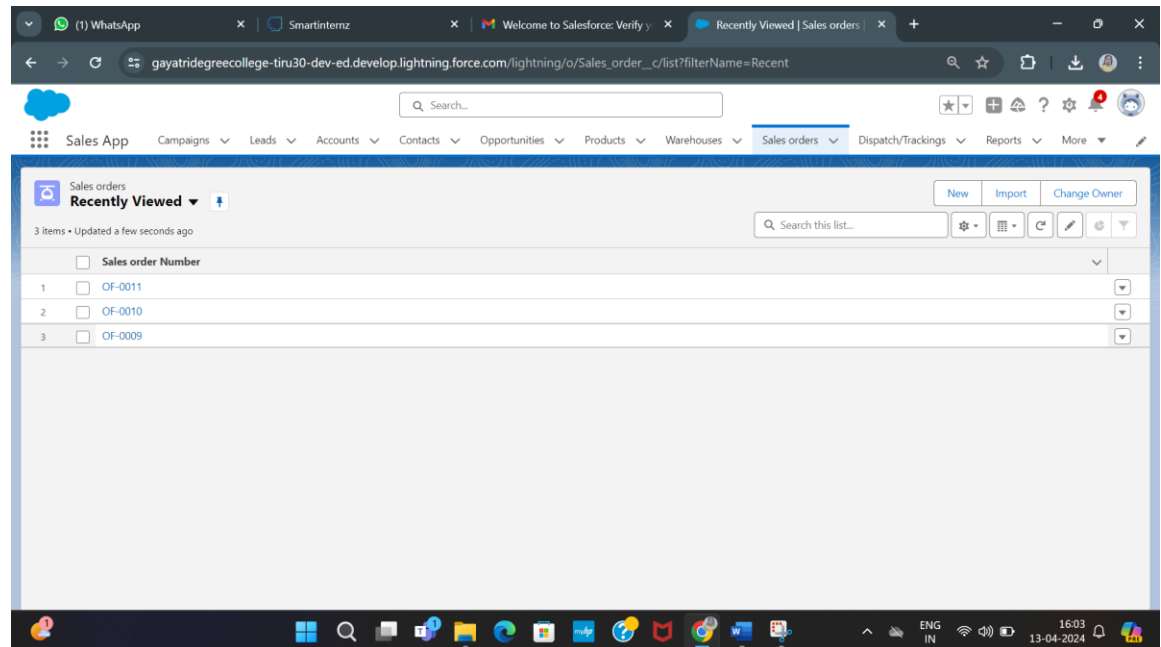 (1) WhatsApp
Smartinternz
Welcome to Salesforce: Verify y
Recently Viewed | Sales orders |
gayatridegreecollege-tiru30-dev-ed.develop.lightning.force.com/lightning/o/Sales_order__c/list?filterName=Recent
Search...
4
Sales App Campaigns Leads Accounts Contacts Opportunities Products Warehouses Sales orders Dispatch/Trackings Reports More
Sales orders
Recently Viewed
New Import Change Owner
3 items • Updated a few seconds ago
Search this list...
Sales order Number
1 OF-0011
2 OF-0010
3 OF-0009
1
ENG
IN
16:03
13-04-2024